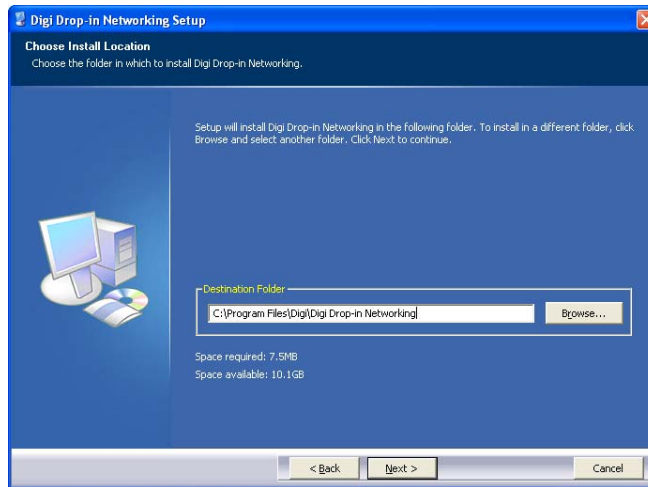 Digi Drop-in Networking Setup
Choose Install Location
Choose the folder in which to install Digi Drop-in Networking.
Setup will install Digi Drop-in Networking in the following folder. To install in a different folder, click
Browse and select another folder. Click Next to continue.
Destination Folder
C:\Program Files\Digi\Digi Drop-in Networking
Browse...
Space required: 7.5MB
Space available: 10.1GB
< Back
Next >
Cancel